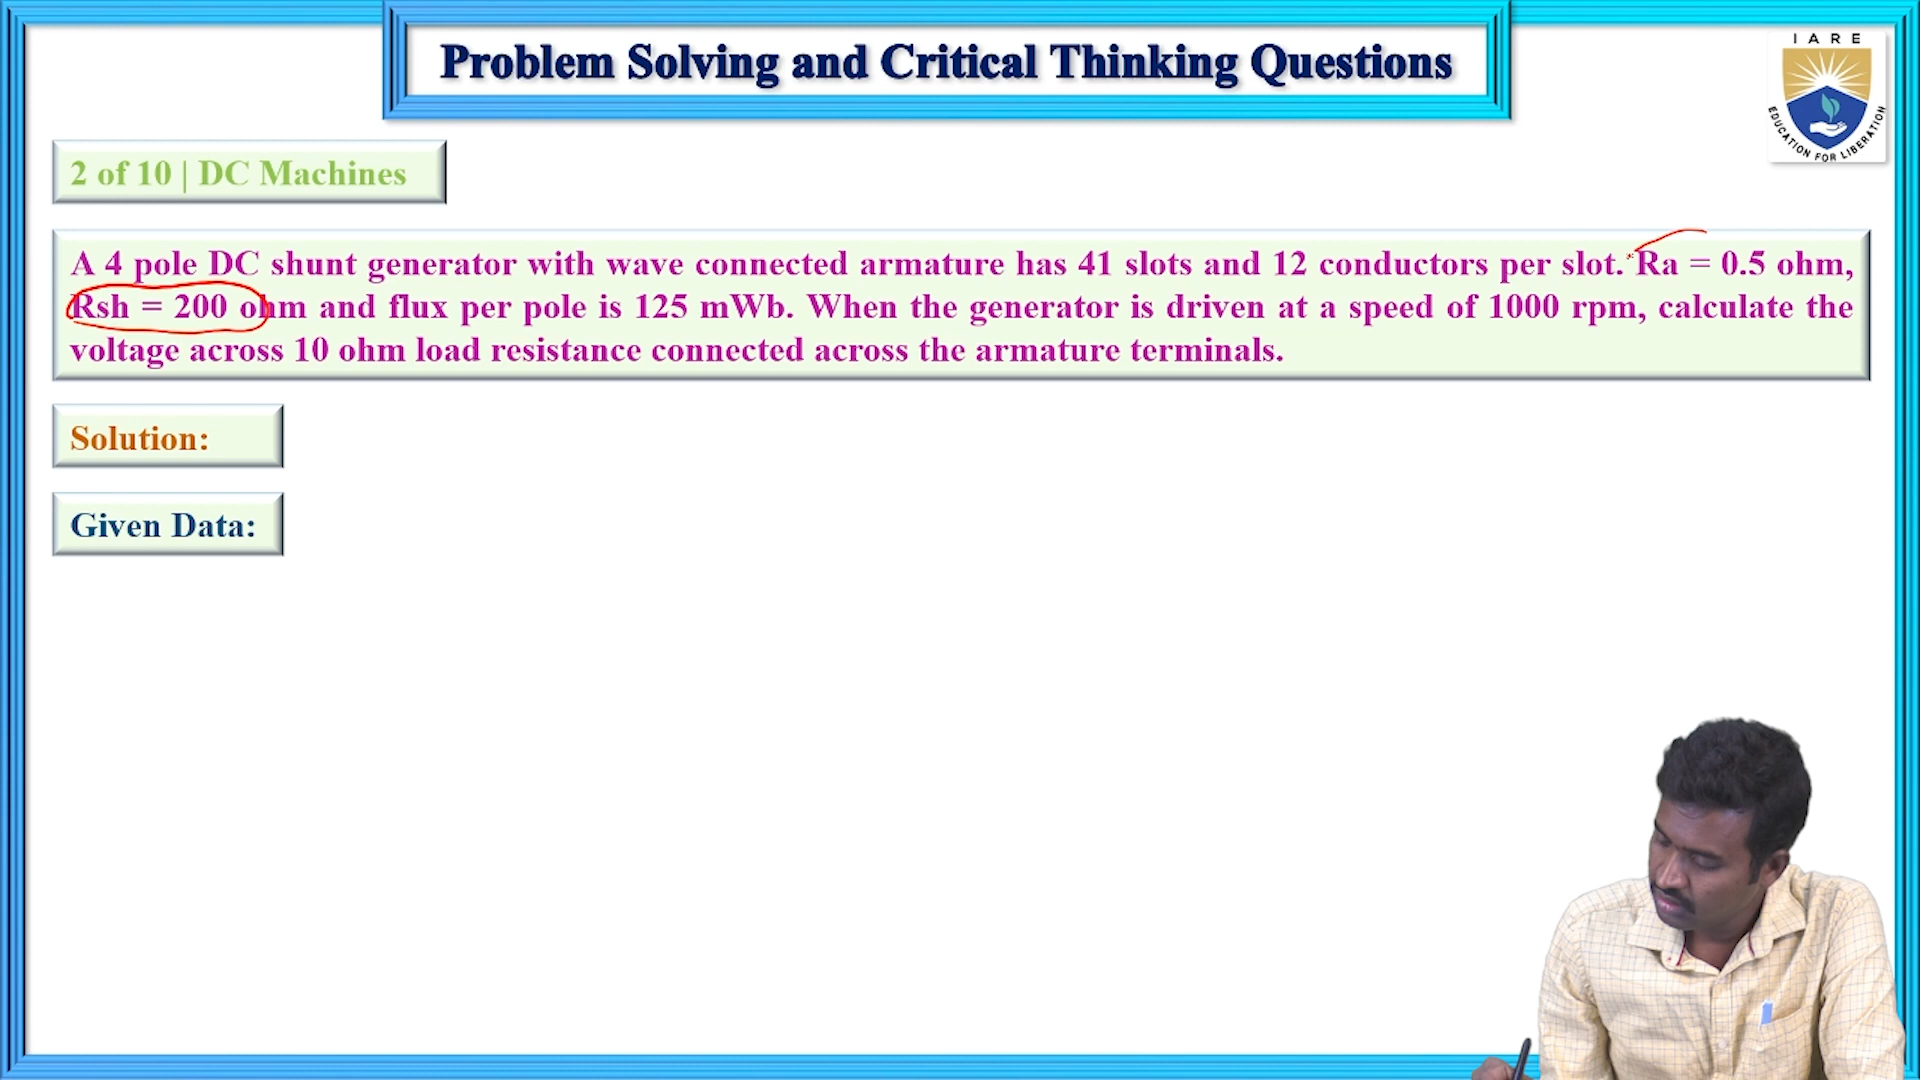 Problem Solving and Critical Thinking Questions
I A R E
EDUCATION FOR LIBERATION
2 of 10 | DC Machines
A 4 pole DC shunt generator with wave connected armature has 41 slots and 12 conductors per slot. Ra = 0.5 ohm,
Rsh = 200 ohm and flux per pole is 125 mWb. When the generator is driven at a speed of 1000 rpm, calculate the
voltage across 10 ohm load resistance connected across the armature terminals.
Solution:
Given Data: